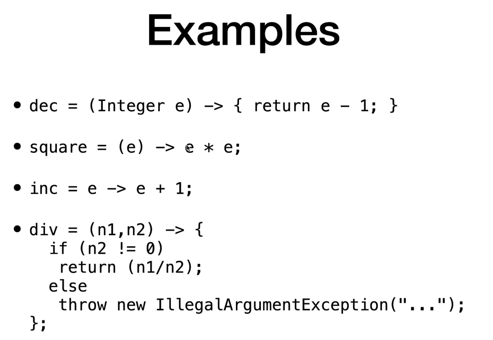 Examples
• dec = (Integer e) -> { return e - 1; }
• square = (e) -> e * e;
• inc = e -> e + 1;
• div = (n1,n2) -> {
if (n2 != 0)
return (n1/n2);
else
throw new IllegalArgumentException("...");
};